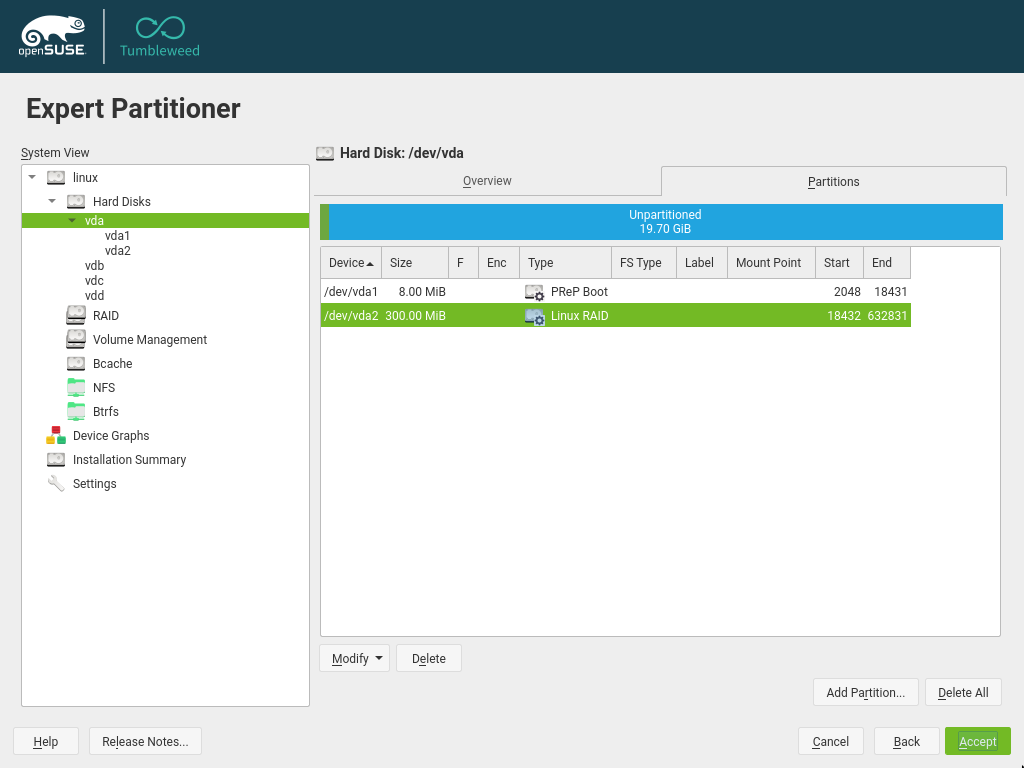 openSUSE
Tumbleweed
Expert Partitioner
System View
linux
Hard Disks
vda
vda1
vda2
vdb
vdc
vdd
RAID
Volume Management
Bcache
NFS
Btrfs
Device Graphs
Installation Summary
Settings
Hard Disk: /dev/vda
Overview
Partitions
Unpartitioned
19.70 GiB
Device Size F Enc Type FS Type Label Mount Point Start End
/dev/vda1 8.00 MiB PReP Boot 2048 18431
/dev/vda2 300.00 MiB Linux RAID 18432 632831
Modify Delete
Add Partition... Delete All
Help Release Notes... Cancel Back Accept